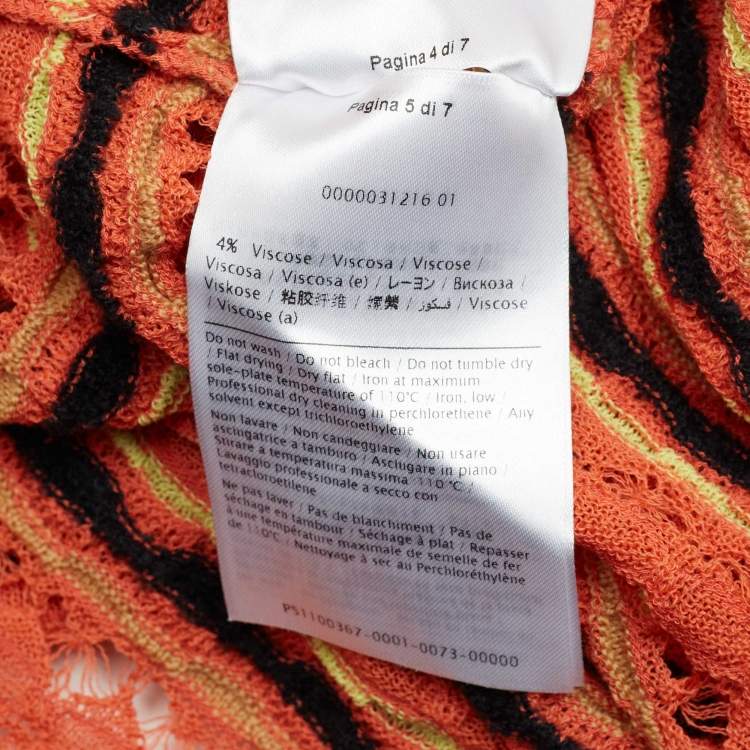 Pagina 4 di 7
Pagina 5 di 7
0000031216 01
4% Viscose / Viscosa / Viscose /
Viscosa / Viscosa (e) / レーヨン / Вискоза /
Viskose / 粘胶纤维 / / فسكوز / Viscose
/ Viscose (a)
Do not wash / Do not bleach / Do not tumble dry
/ Flat drying / Dry flat / Iron at maximum
sole-plate temperature of 110°C / Iron, low /
Professional dry cleaning in perchlorethene / Any
solvent except trichloroethylene
Non lavare / Non candeggiare / Non usare
asciugatrice a tamburo / Asciugare in piano /
Stirare a temperatura massima 110 °C /
Lavaggio professionale a secco con
tetracloroetilene
Ne pas laver / Pas de blanchiment / Pas de
séchage en tambour / Séchage à plat / Repasser
à une température maximale de semelle de fer
de 110°C / Nettoyage à sec au Perchloréthylène
PS1100367-0001-0073-00000